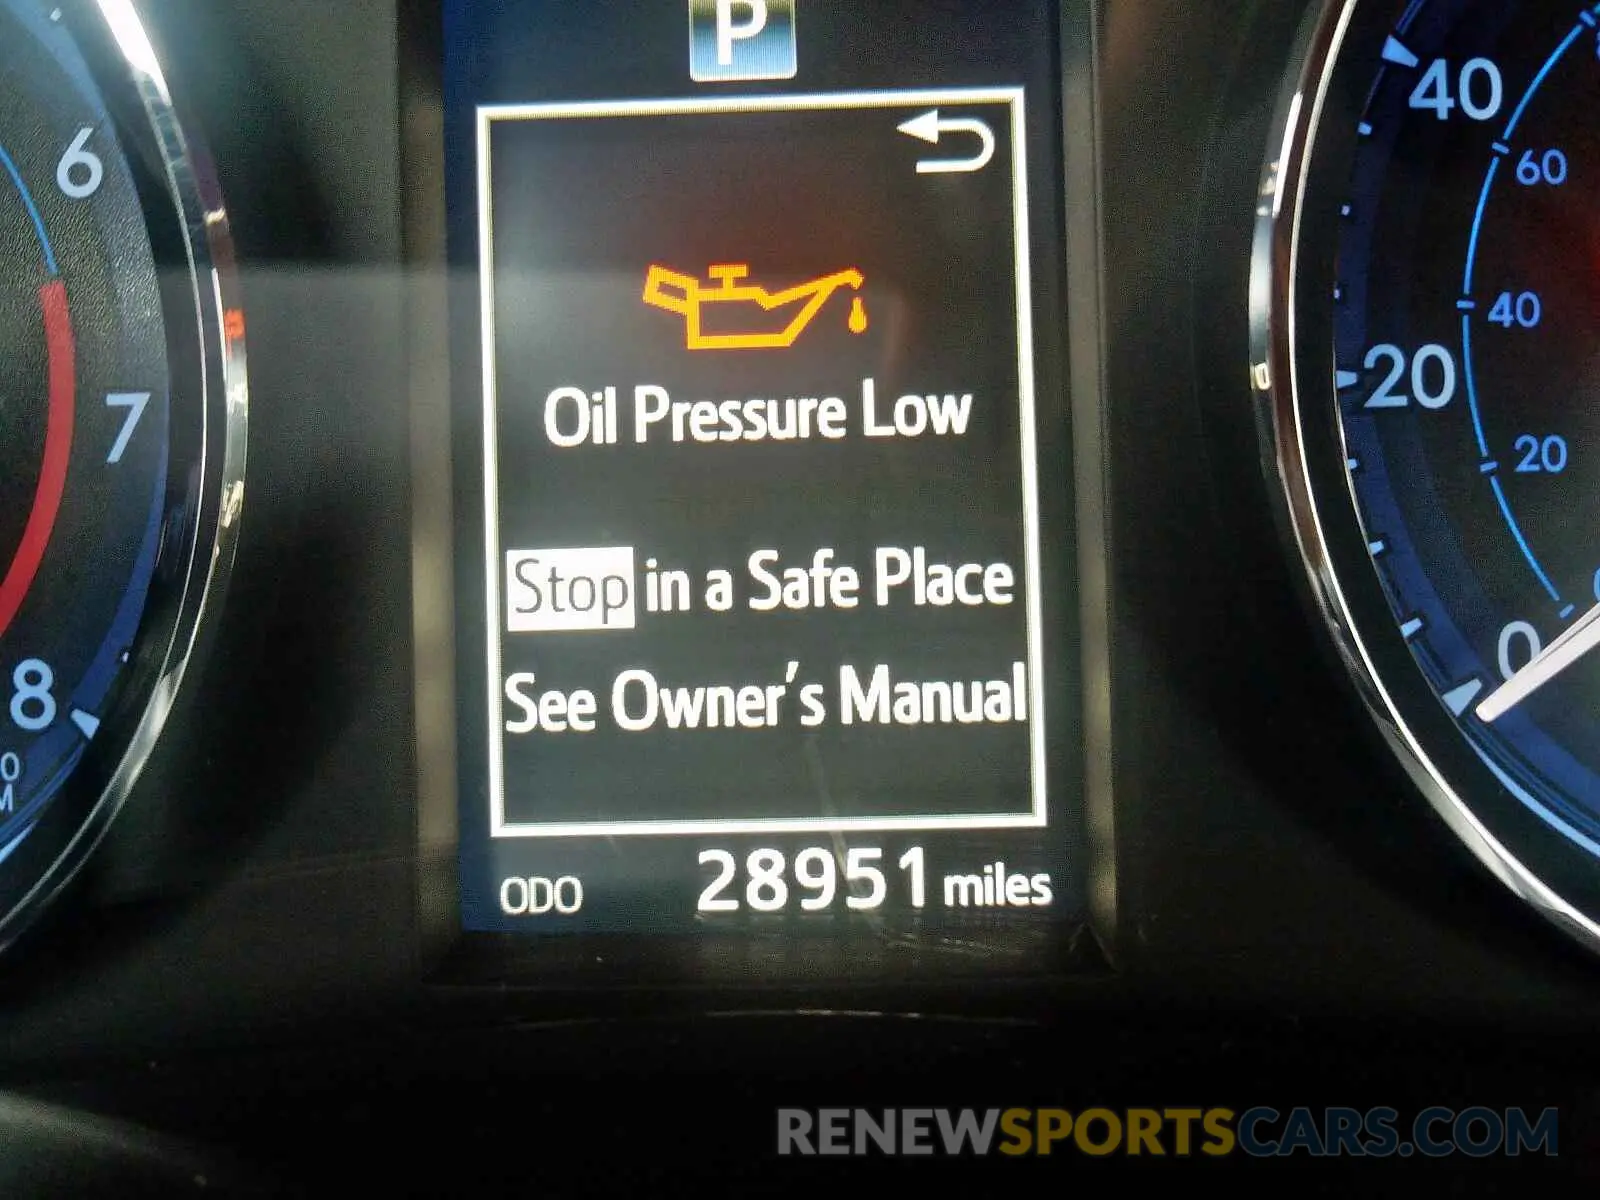 P
Oil Pressure Low
Stop in a Safe Place
See Owner's Manual
ODO 28951 miles
6
7
8
40
20
0
60
40
20
RENEWSPORTSCARS.COM